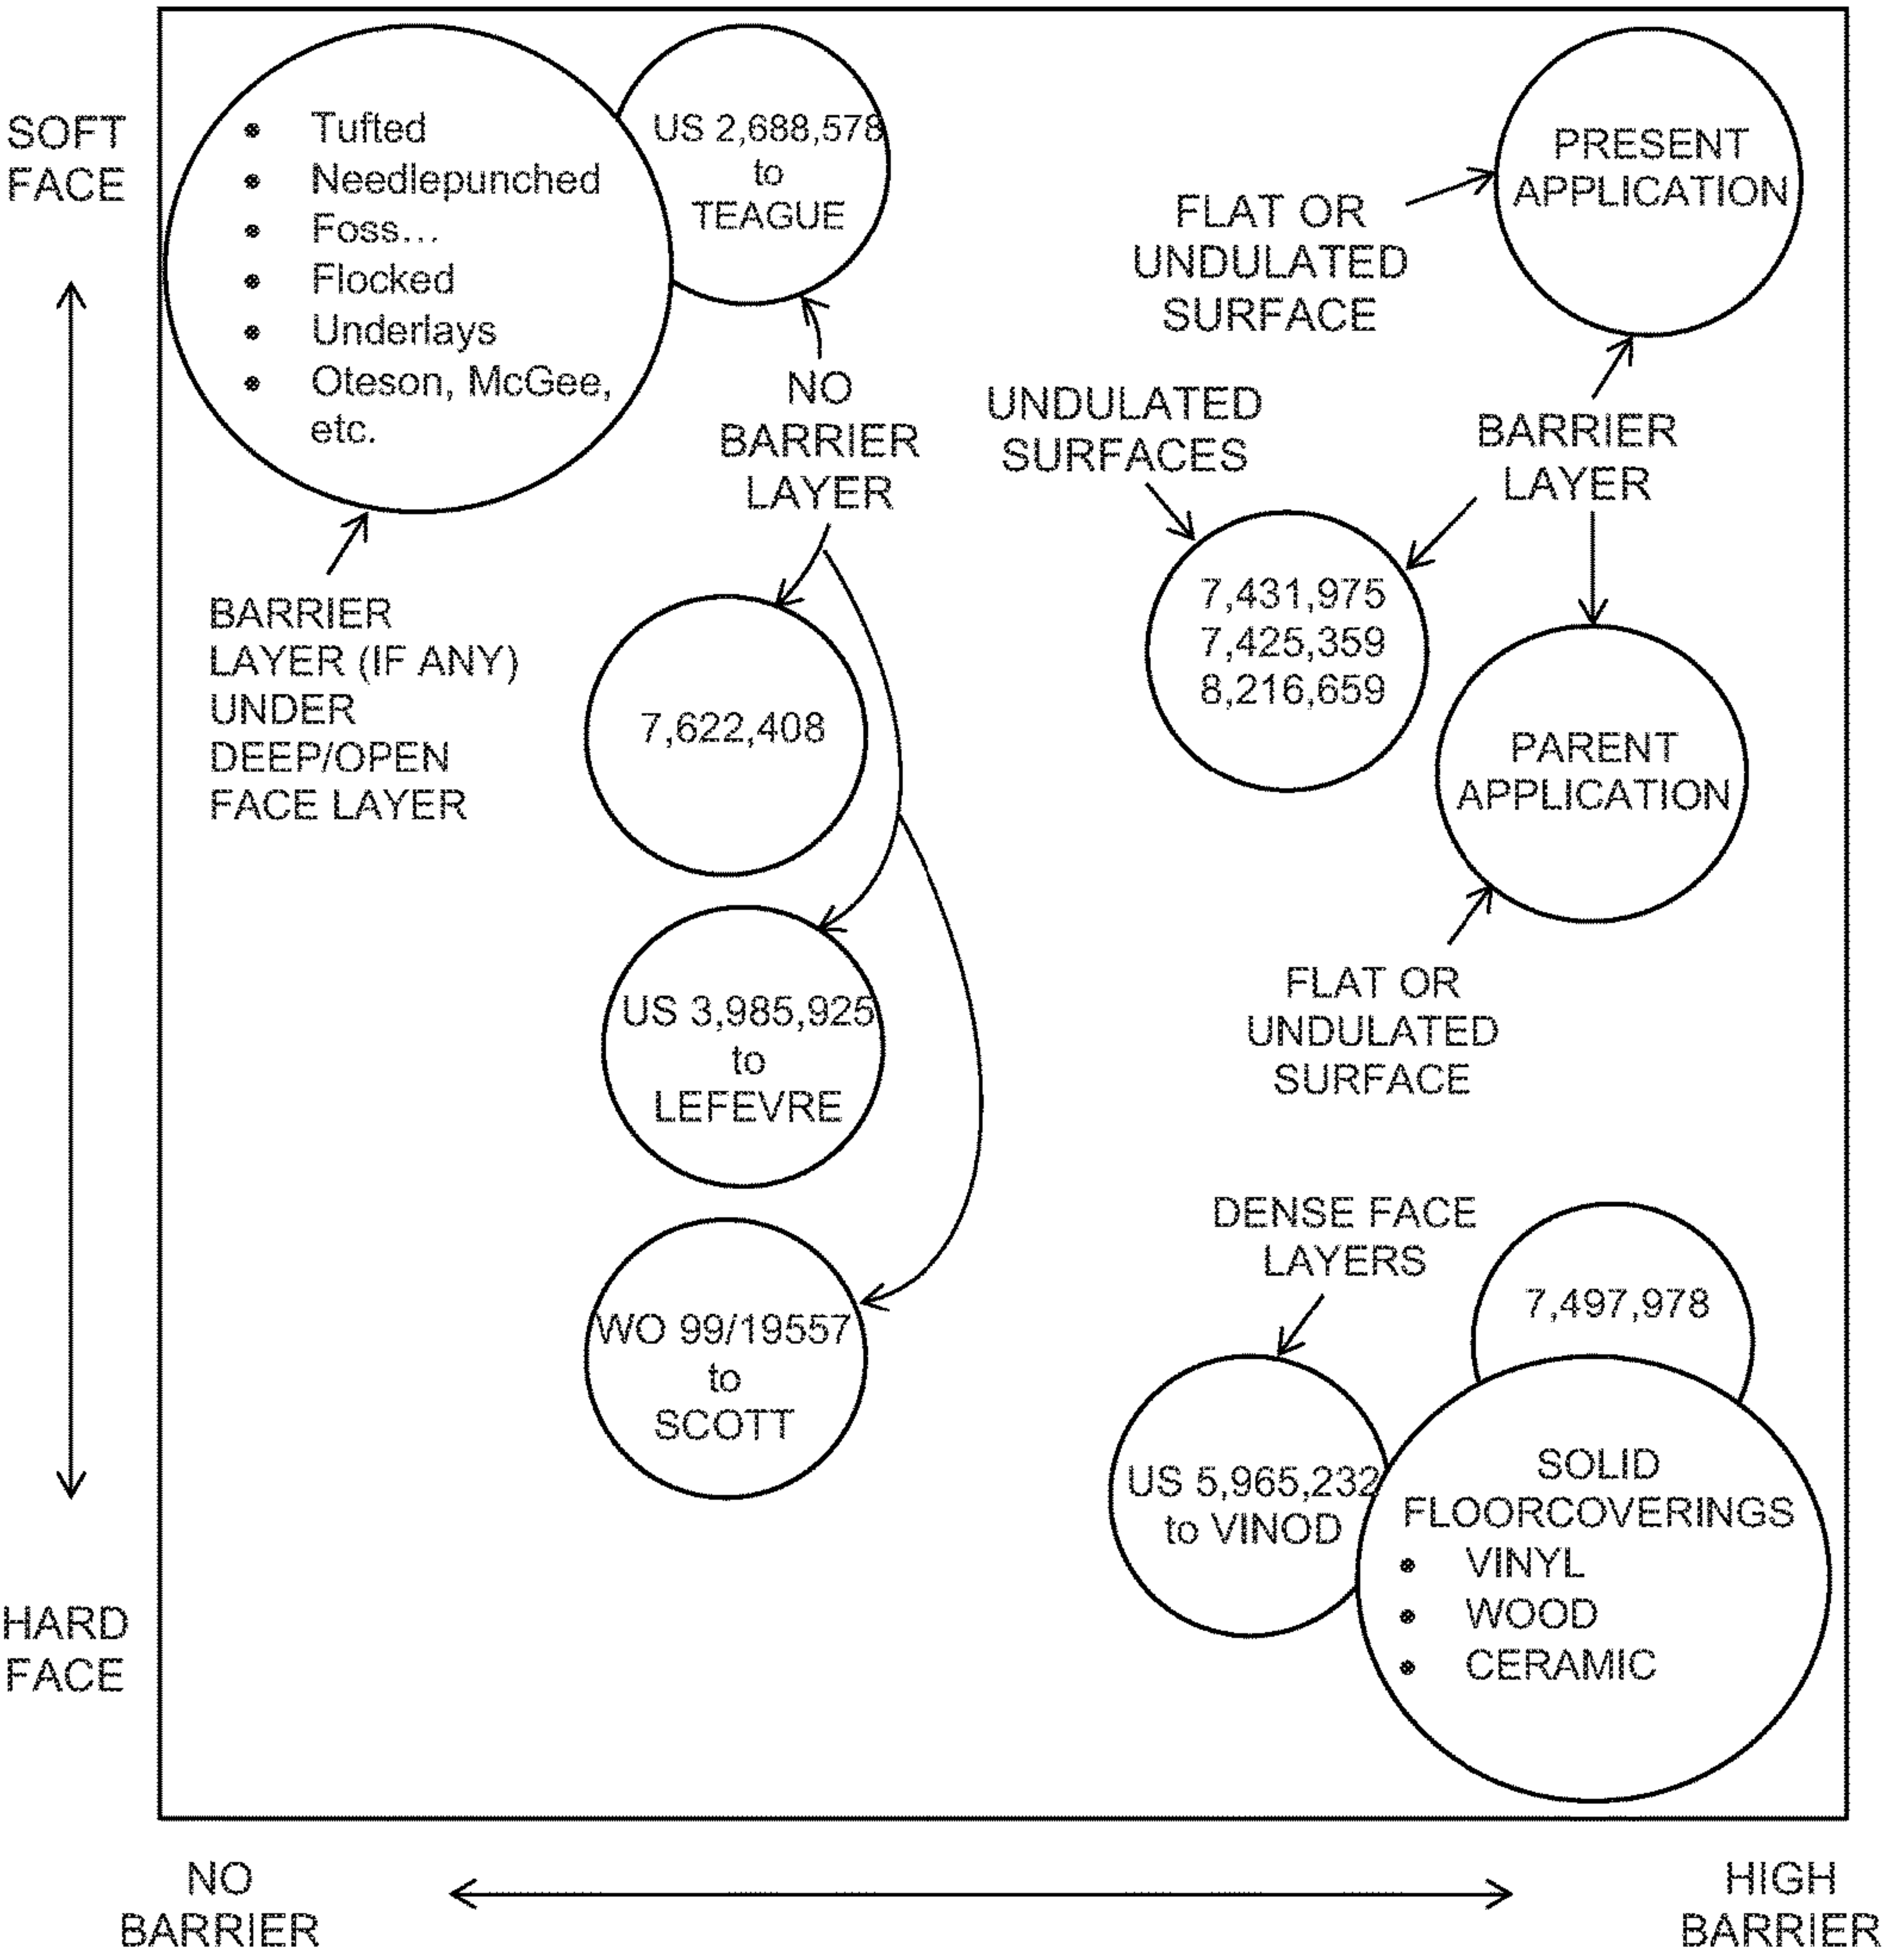 SOFT
FACE
• Tufted
• Needlepunched
• Foss...
• Flocked
• Underlays
• Oteson, McGee,
etc.
US 2,688,578
to
TEAGUE
PRESENT
APPLICATION
FLAT OR
UNDULATED
SURFACE
NO
BARRIER
LAYER
UNDULATED
SURFACES
BARRIER
LAYER
BARRIER
LAYER (IF ANY)
UNDER
DEEP/OPEN
FACE LAYER
7,622,408
7,431,975
7,425,359
8,216,659
PARENT
APPLICATION
US 3,985,925
to
LEFEVRE
FLAT OR
UNDULATED
SURFACE
WO 99/19557
to
SCOTT
DENSE FACE
LAYERS
7,497,978
US 5,965,232
to VINOD
SOLID
FLOORCOVERINGS
• VINYL
• WOOD
• CERAMIC
HARD
FACE
NO
BARRIER
HIGH
BARRIER